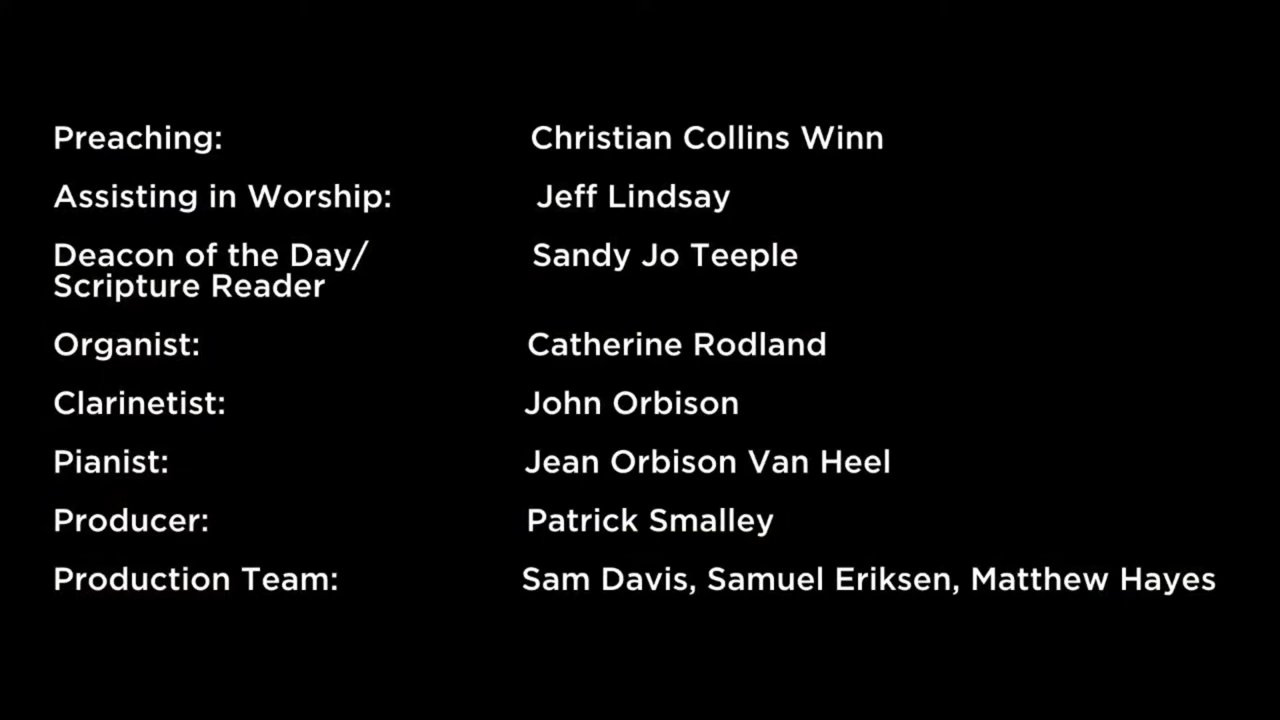 Preaching: Christian Collins Winn
Assisting in Worship: Jeff Lindsay
Deacon of the Day/ Sandy Jo Teeple
Scripture Reader
Organist: Catherine Rodland
Clarinetist: John Orbison
Pianist: Jean Orbison Van Heel
Producer: Patrick Smalley
Production Team: Sam Davis, Samuel Eriksen, Matthew Hayes